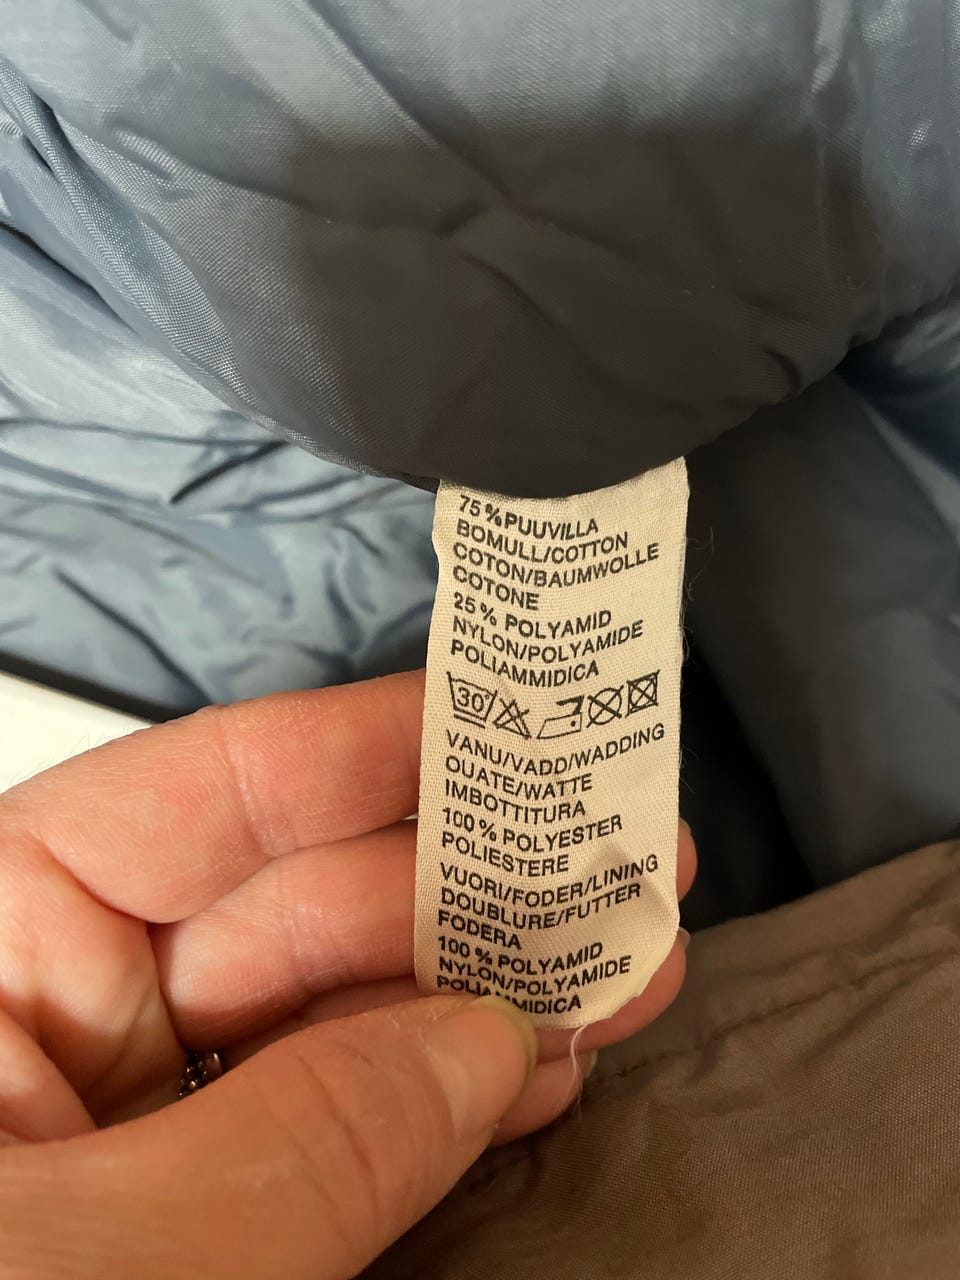 75%PUUVILLA
BOMULL/COTTON
COTON/BAUMWOLLE
COTONE
25% POLYAMID
NYLON/POLYAMIDE
POLIAMMIDICA
30°
VANU/VADD/WADDING
OUATE/WATTE
IMBOTTITURA
100% POLYESTER
POLIESTERE
VUORI/FODER/LINING
DOUBLURE/FUTTER
FODERA
100% POLYAMID
NYLON/POLYAMIDE
POLIAMMIDICA